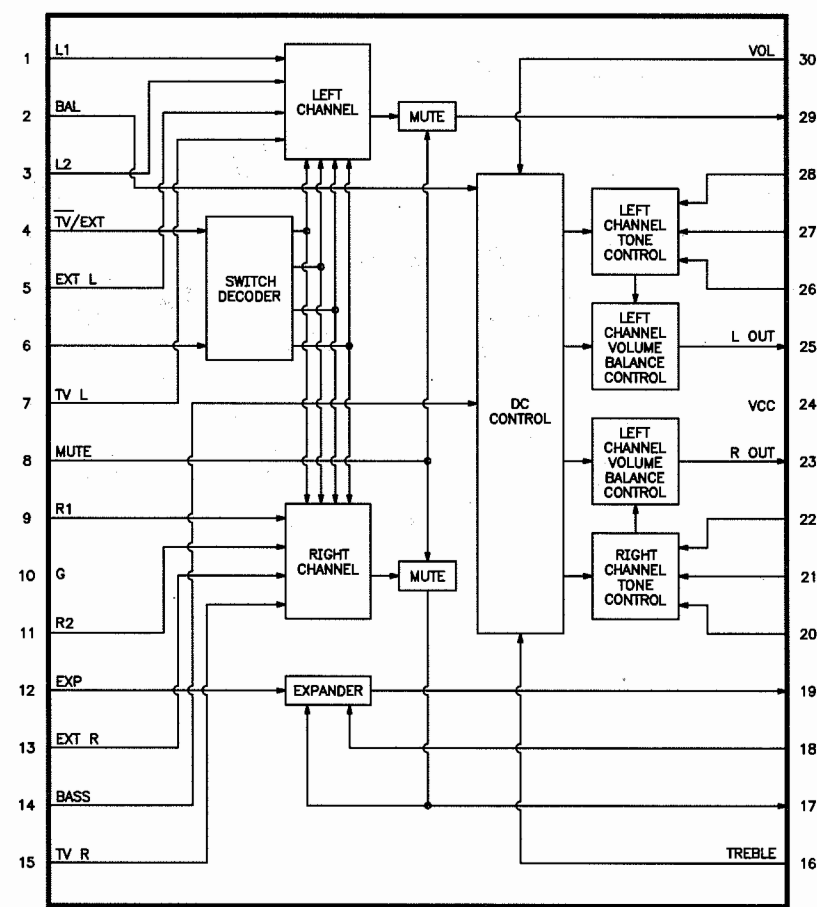 1 L1
2 BAL
3 L2
4 TV/EXT
5 EXT L
6
7 TV L
8 MUTE
9 R1
10 G
11 R2
12 EXP
13 EXT R
14 BASS
15 TV R
LEFT
CHANNEL
MUTE
SWITCH
DECODER
RIGHT
CHANNEL
MUTE
EXPANDER
DC
CONTROL
LEFT
CHANNEL
TONE
CONTROL
LEFT
CHANNEL
VOLUME
BALANCE
CONTROL
LEFT
CHANNEL
VOLUME
BALANCE
CONTROL
RIGHT
CHANNEL
TONE
CONTROL
VOL 30
29
28
27
26
L OUT 25
VCC 24
R OUT 23
22
21
20
19
18
17
TREBLE 16